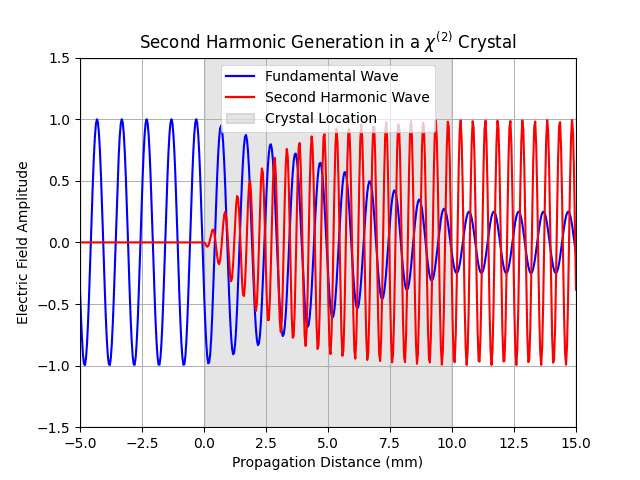 Second Harmonic Generation in a χ⁽²⁾ Crystal
Fundamental Wave
Second Harmonic Wave
Crystal Location
Electric Field Amplitude
1.5
1.0
0.5
0.0
−0.5
−1.0
−1.5
−5.0 −2.5 0.0 2.5 5.0 7.5 10.0 12.5 15.0
Propagation Distance (mm)